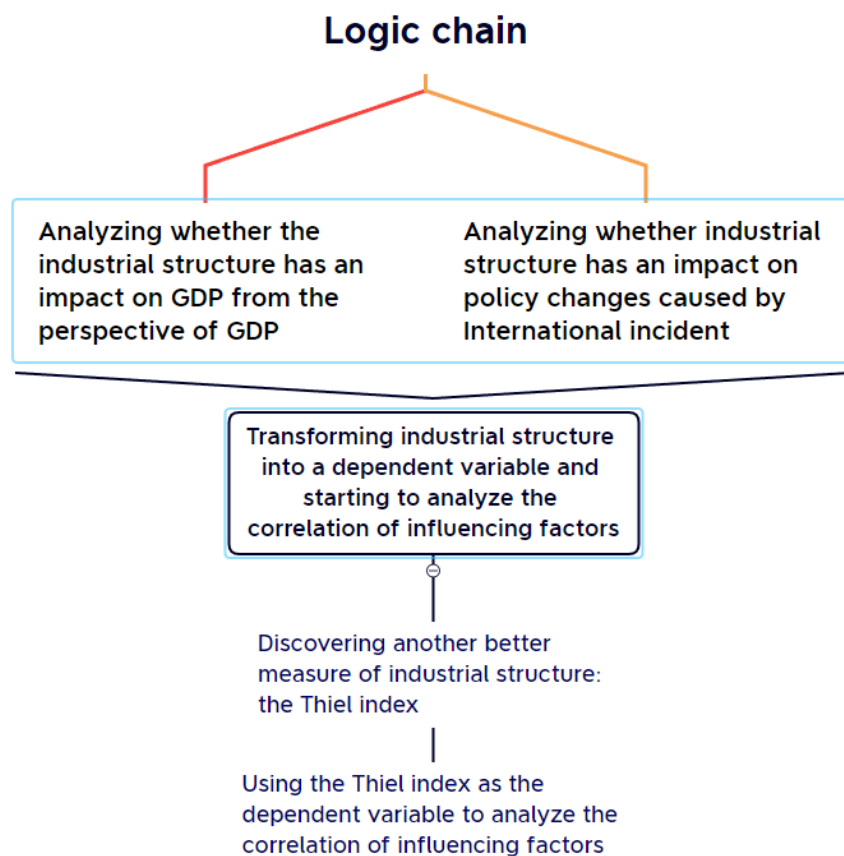 Logic chain
Analyzing whether the
industrial structure has an
impact on GDP from the
perspective of GDP
Analyzing whether industrial
structure has an impact on
policy changes caused by
International incident
Transforming industrial structure
into a dependent variable and
starting to analyze the
correlation of influencing factors
Discovering another better
measure of industrial structure:
the Thiel index
Using the Thiel index as the
dependent variable to analyze the
correlation of influencing factors